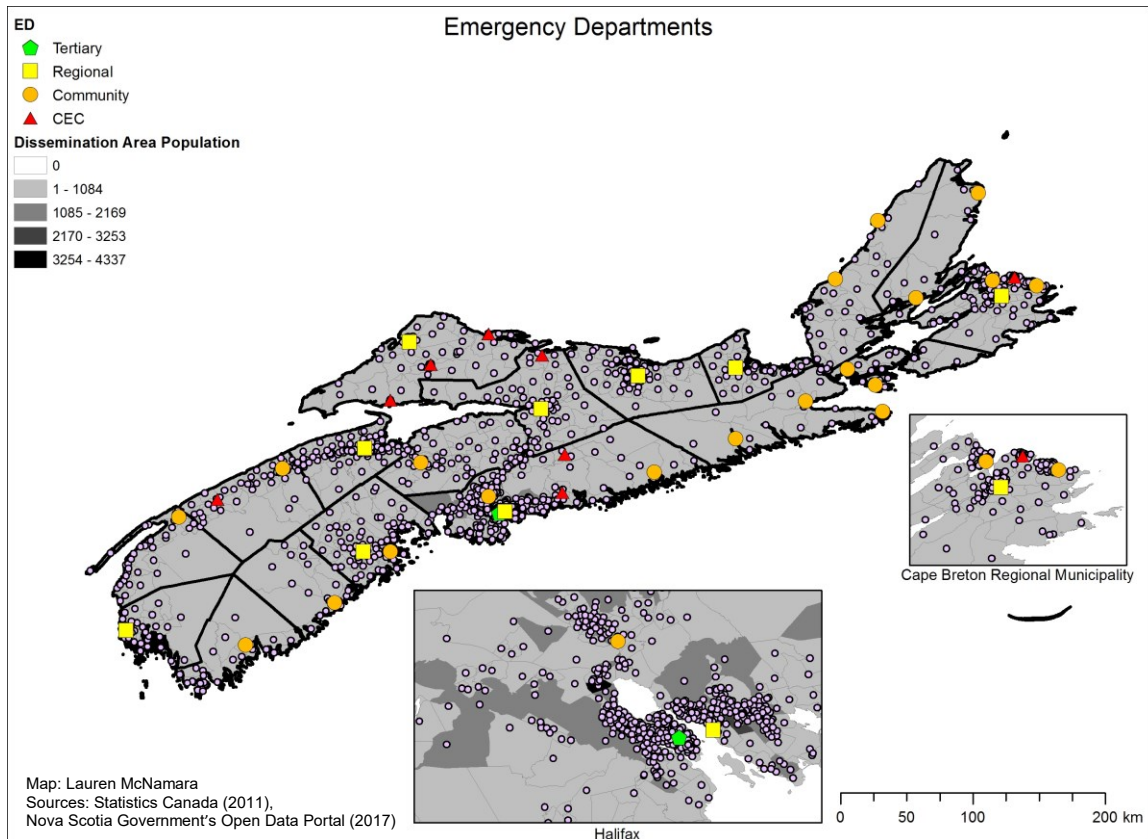 Emergency Departments
ED
Tertiary
Regional
Community
CEC
Dissemination Area Population
0
1 - 1084
1085 - 2169
2170 - 3253
3254 - 4337
Cape Breton Regional Municipality
Map: Lauren McNamara
Sources: Statistics Canada (2011),
Nova Scotia Government's Open Data Portal (2017)
Halifax
0 50 100 200 km